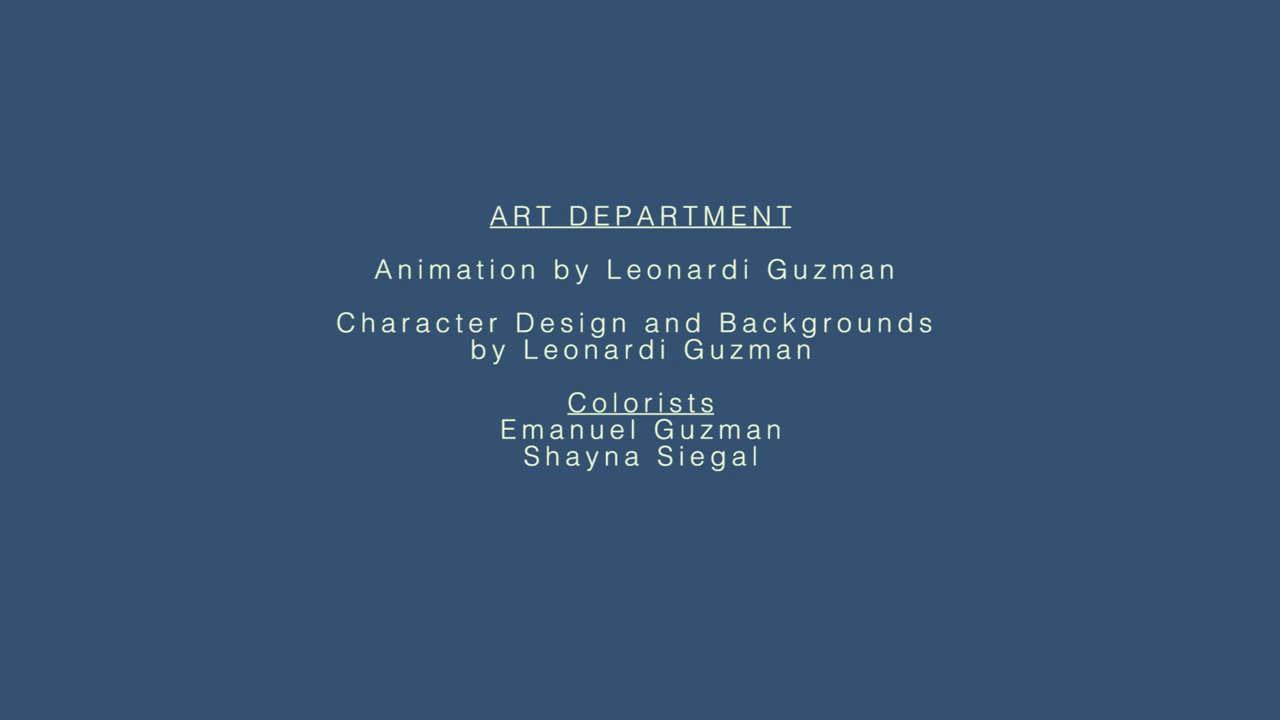 ART DEPARTMENT
Animation by Leonardi Guzman
Character Design and Backgrounds
by Leonardi Guzman
Colorists
Emanuel Guzman
Shayna Siegal